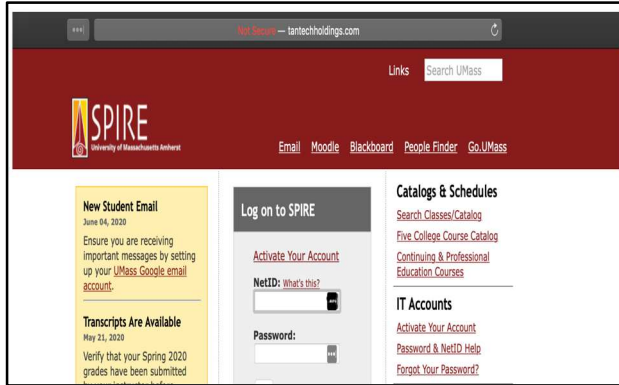 Not Secure — tantechholdings.com
Links Search UMass
SPIRE
University of Massachusetts Amherst
Email Moodle Blackboard People Finder Go.UMass
New Student Email
June 04, 2020
Ensure you are receiving
important messages by setting
up your UMass Google email
account.
Transcripts Are Available
May 21, 2020
Verify that your Spring 2020
grades have been submitted
Log on to SPIRE
Activate Your Account
NetID: What's this?
Password:
Catalogs & Schedules
Search Classes/Catalog
Five College Course Catalog
Continuing & Professional
Education Courses
IT Accounts
Activate Your Account
Password & NetID Help
Forgot Your Password?